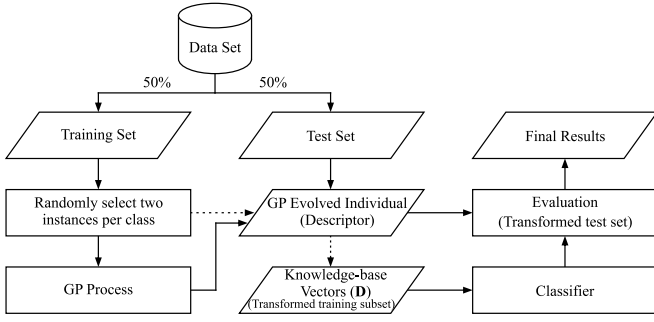 Data Set
50%
50%
Training Set
Test Set
Final Results
Randomly select two
instances per class
GP Evolved Individual
(Descriptor)
Evaluation
(Transformed test set)
GP Process
Knowledge-base
Vectors (D)
(Transformed training subset)
Classifier